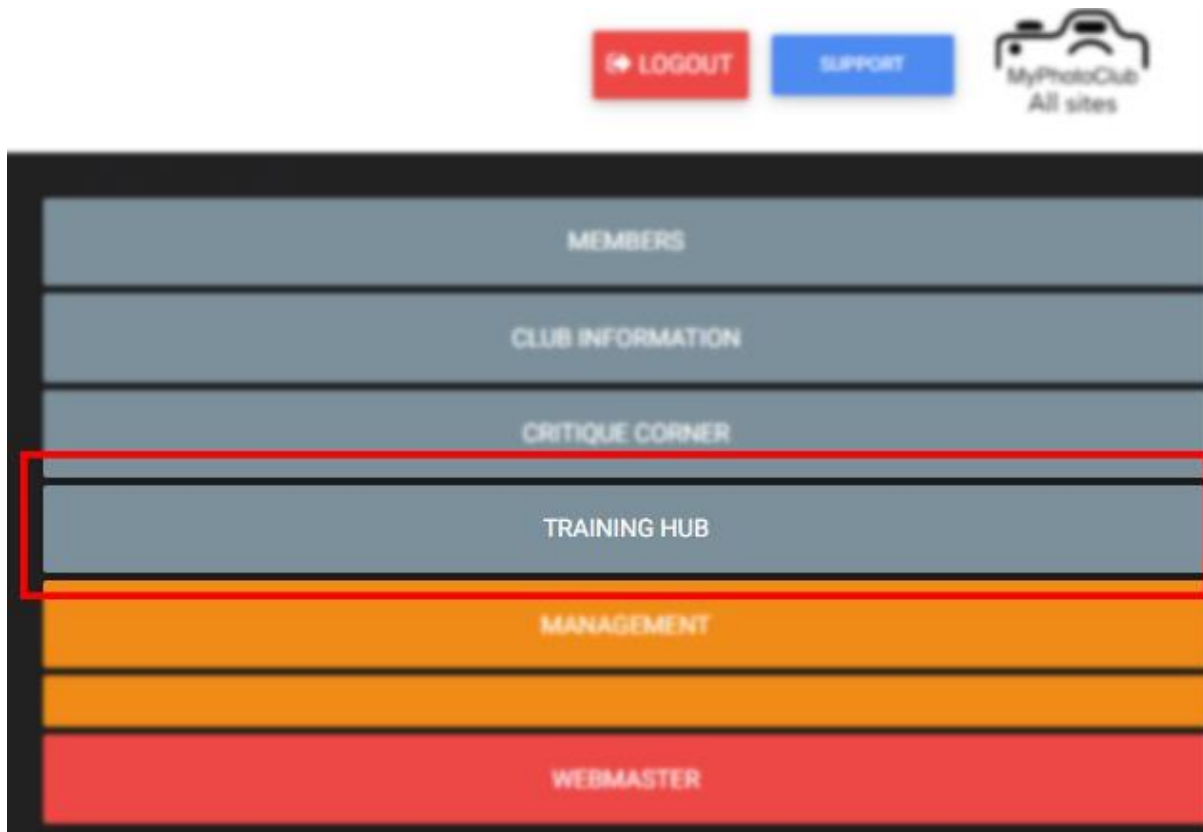 LOGOUT
SUPPORT
MyPhotoClub
All sites
MEMBERS
CLUB INFORMATION
CRITIQUE CORNER
TRAINING HUB
MANAGEMENT
WEBMASTER